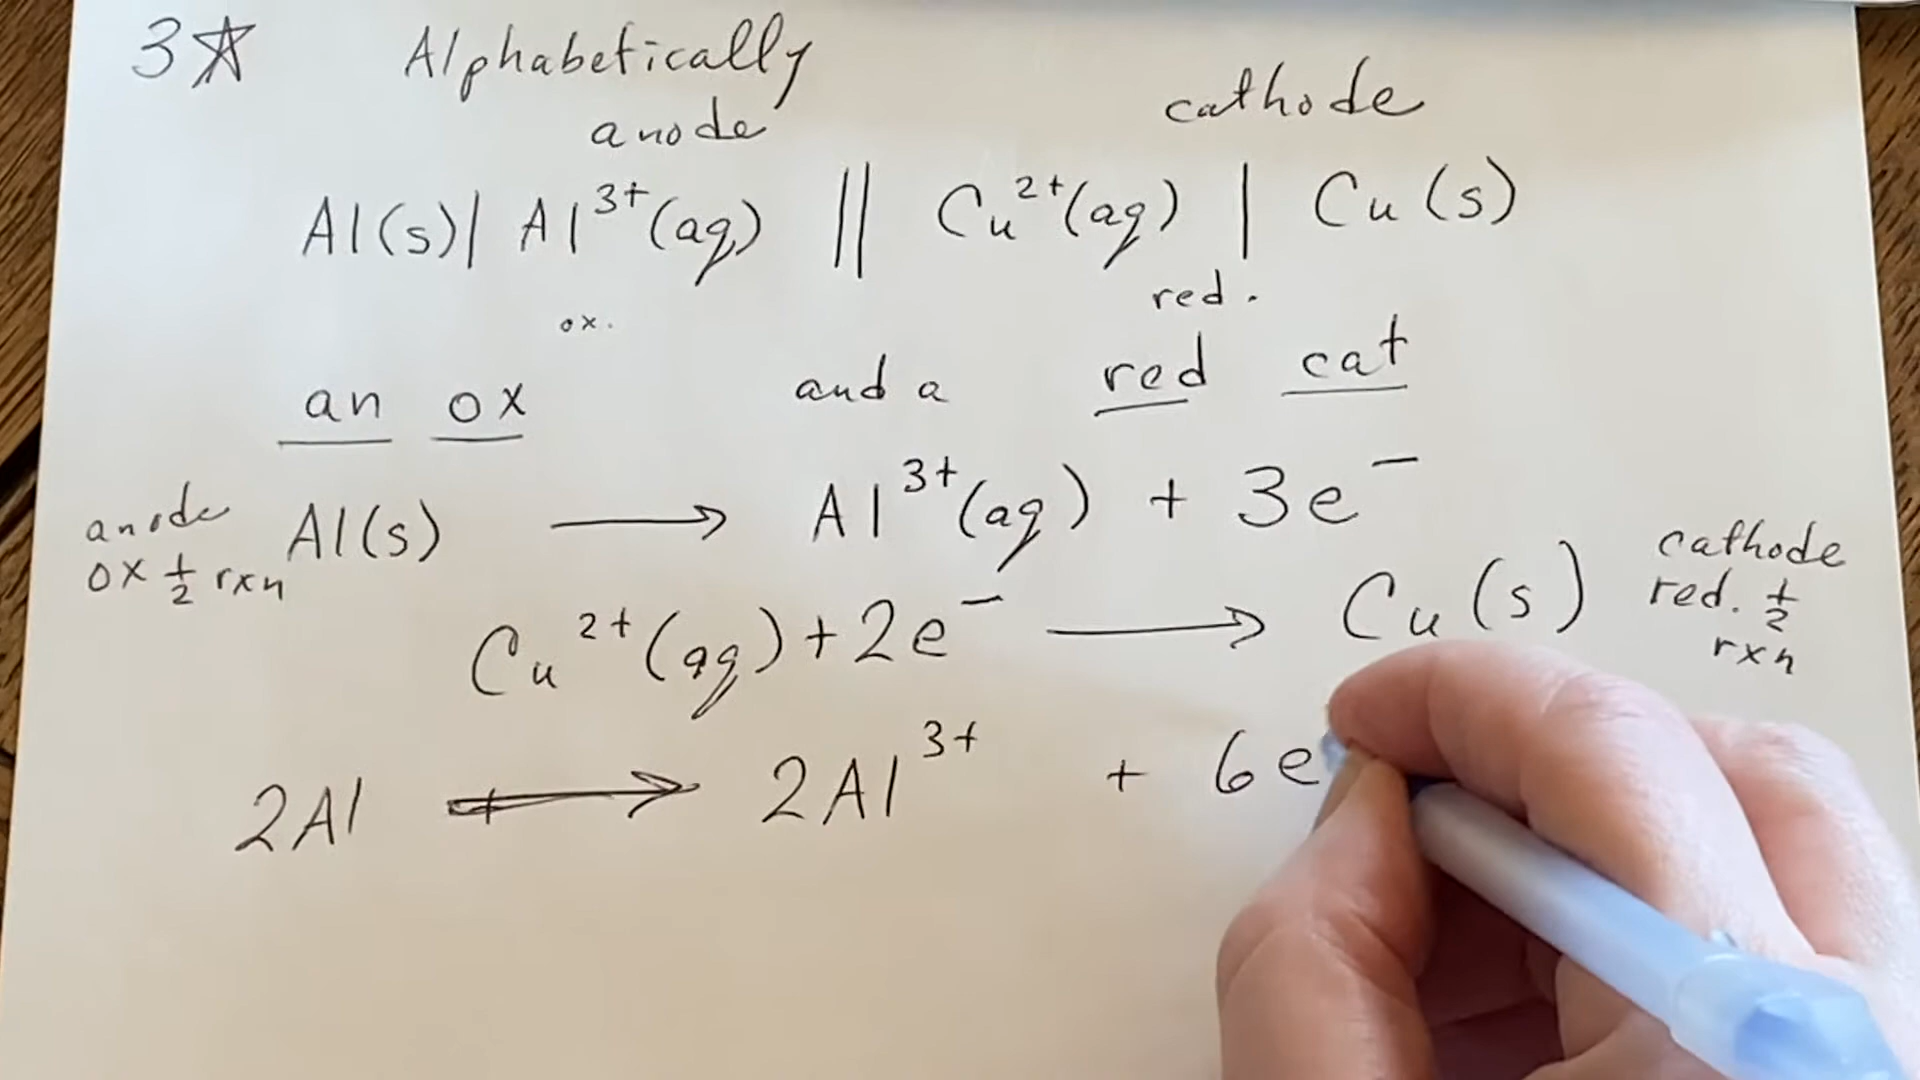 3☆ Alphabetically
anode cathode
Al(s)| Al³⁺(aq) || Cu²⁺(aq) | Cu(s)
ox. red.
an ox and a red cat
anode Al(s) ⟶ Al³⁺(aq) + 3e⁻
ox ½ rxn
Cu²⁺(aq) + 2e⁻ ⟶ Cu(s)
cathode
red. ½
rxn
2Al ⟶ 2Al³⁺ + 6e